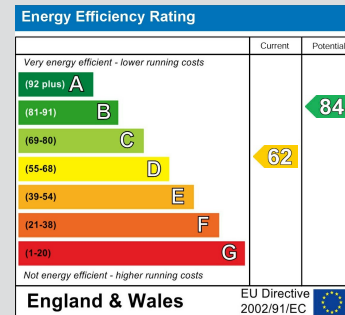 Energy Efficiency Rating
Current Potential
Very energy efficient - lower running costs
(92 plus) A
(81-91) B
84
(69-80) C
62
(55-68) D
(39-54) E
(21-38) F
(1-20) G
Not energy efficient - higher running costs
England & Wales
EU Directive
2002/91/EC